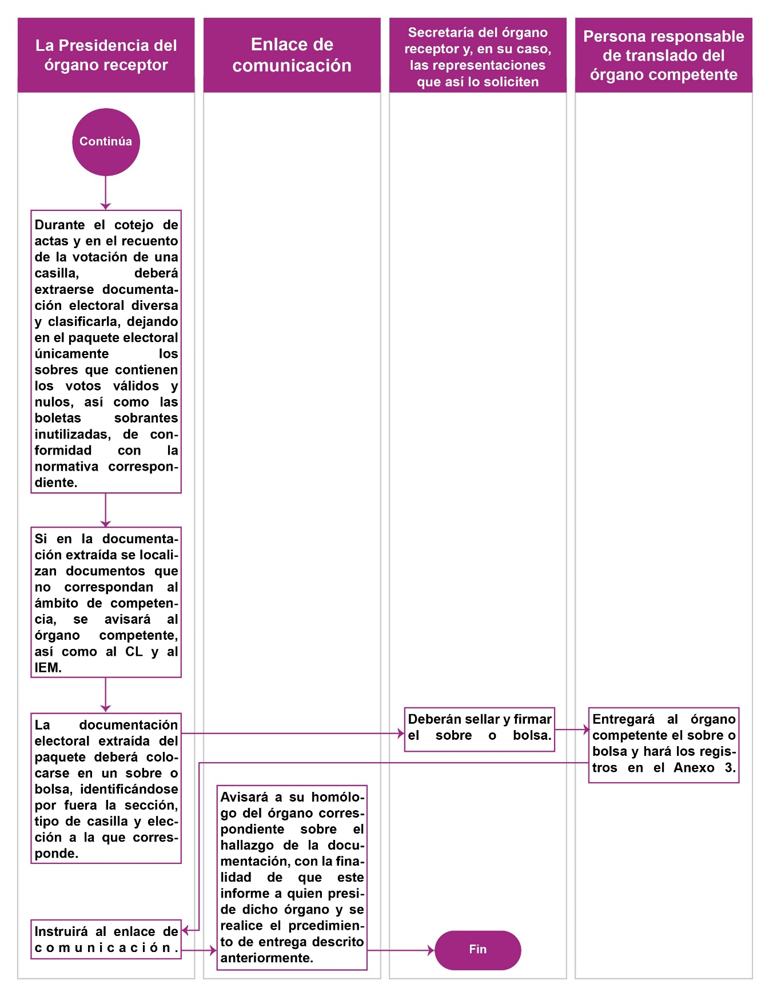 La Presidencia del
órgano receptor
Enlace de
comunicación
Secretaría del órgano
receptor y, en su caso,
las representaciones
que así lo soliciten
Persona responsable
de translado del
órgano competente
Continúa
Durante el cotejo de
actas y en el recuento
de la votación de una
casilla, deberá
extraerse documenta-
ción electoral diversa
y clasificarla, dejando
en el paquete electoral
únicamente los
sobres que contienen
los votos válidos y
nulos, así como las
boletas sobrantes
inutilizadas, de con-
formidad con la
normativa correspon-
diente.
Si en la documenta-
ción extraída se locali-
zan documentos que
no correspondan al
ámbito de competen-
cia, se avisará al
órgano competente,
así como al CL y al
IEM.
La documentación
electoral extraída del
paquete deberá colo-
carse en un sobre o
bolsa, identificándose
por fuera la sección,
tipo de casilla y elec-
ción a la que corres-
ponde.
Deberán sellar y firmar
el sobre o bolsa.
Entregará al órgano
competente el sobre o
bolsa y hará los regis-
tros en el Anexo 3.
Instruirá al enlace de
comunicación.
Avisará a su homólo-
go del órgano corres-
pondiente sobre el
hallazgo de la docu-
mentación, con la fina-
lidad de que este
informe a quien presi-
de dicho órgano y se
realice el prcedimien-
to de entrega descrito
anteriormente.
Fin